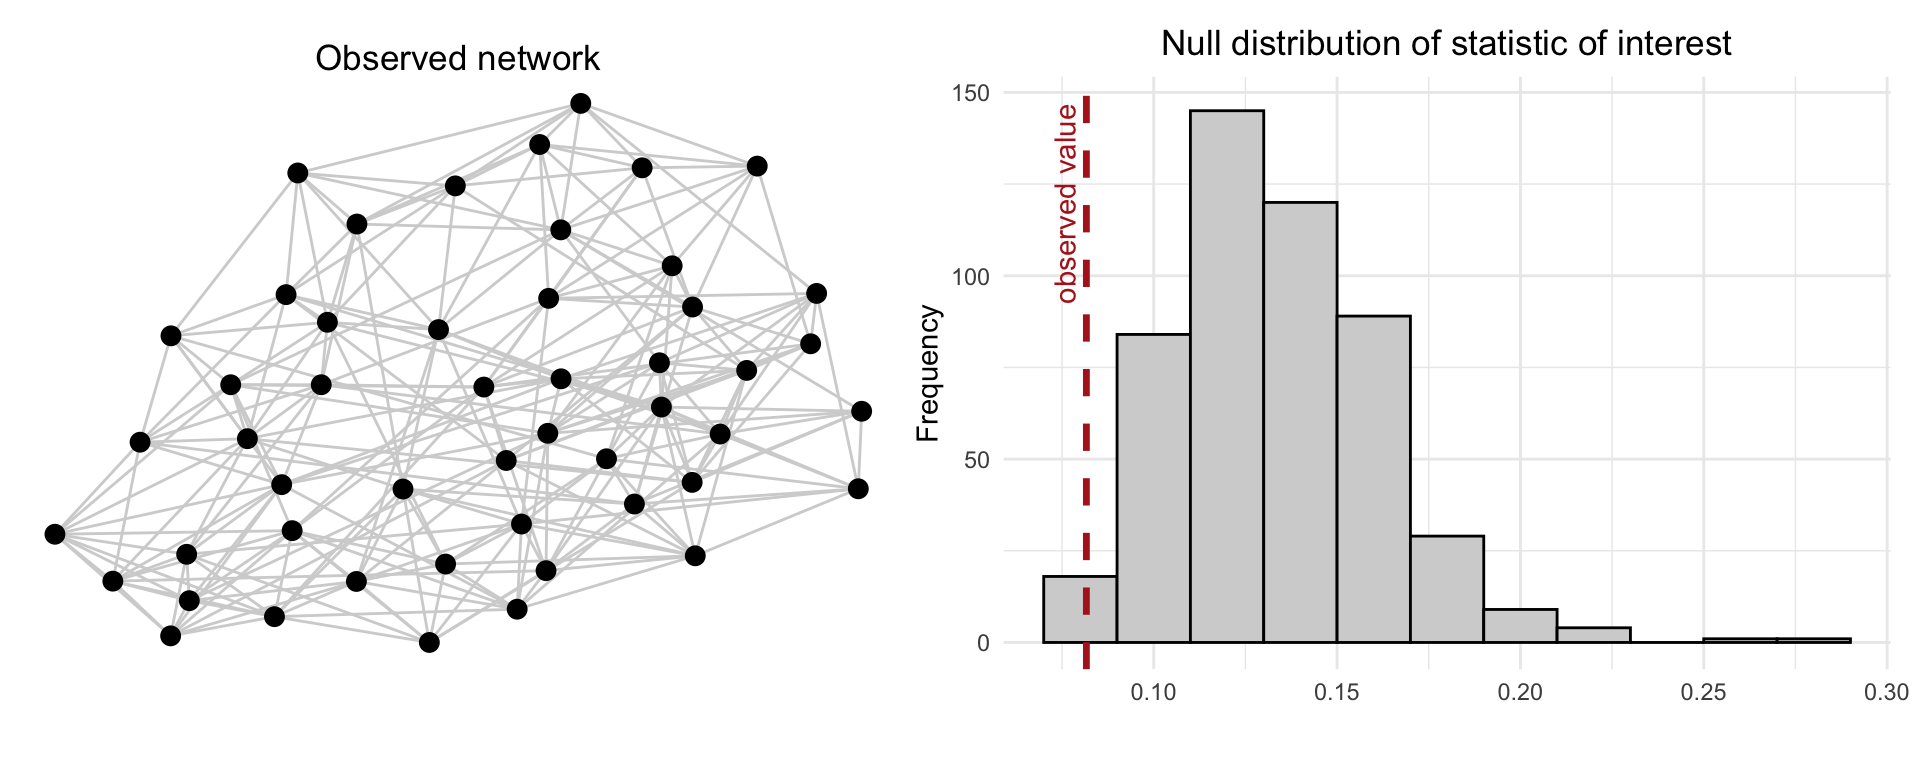 Observed network
Null distribution of statistic of interest
Frequency
150
100
50
0
observed value
0.10
0.15
0.20
0.25
0.30